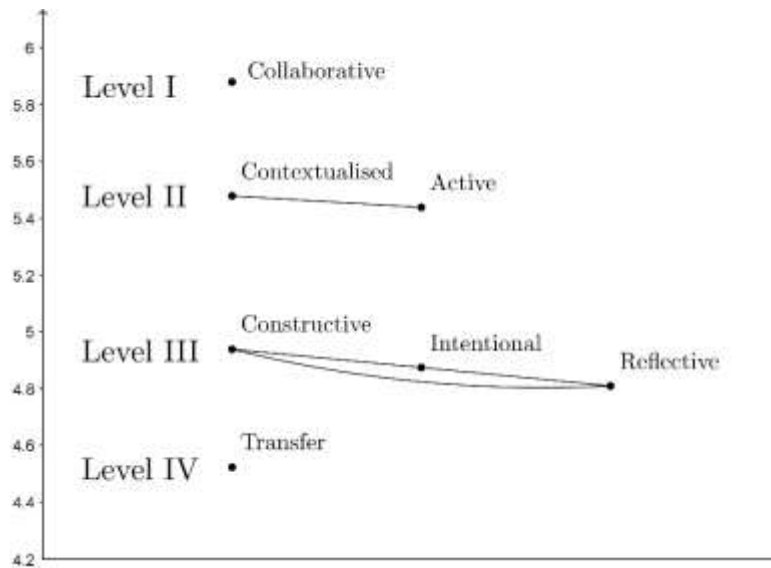 6
Collaborative
Level I
5.8
5.6
Contextualised
Active
Level II
5.4
5.2
5
Constructive
Intentional
Level III
Reflective
4.8
4.6
Transfer
Level IV
4.4
4.2